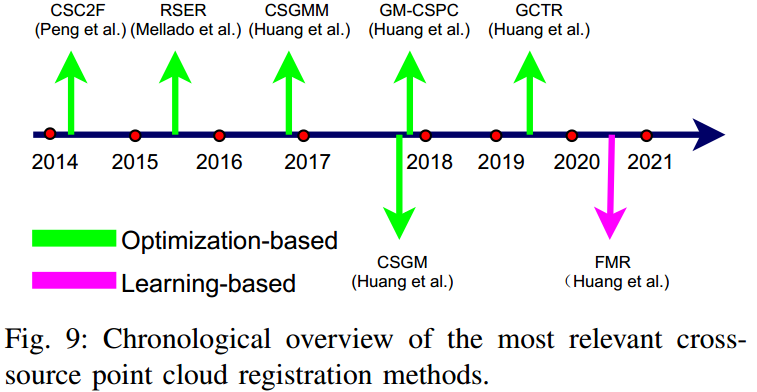 CSC2F RSER CSGMM GM-CSPC GCTR
(Peng et al.) (Mellado et al.) (Huang et al.) (Huang et al.) (Huang et al.)
2014 2015 2016 2017 2018 2019 2020 2021
Optimization-based
Learning-based
CSGM
(Huang et al.)
FMR
（Huang et al.)
Fig. 9: Chronological overview of the most relevant cross-
source point cloud registration methods.